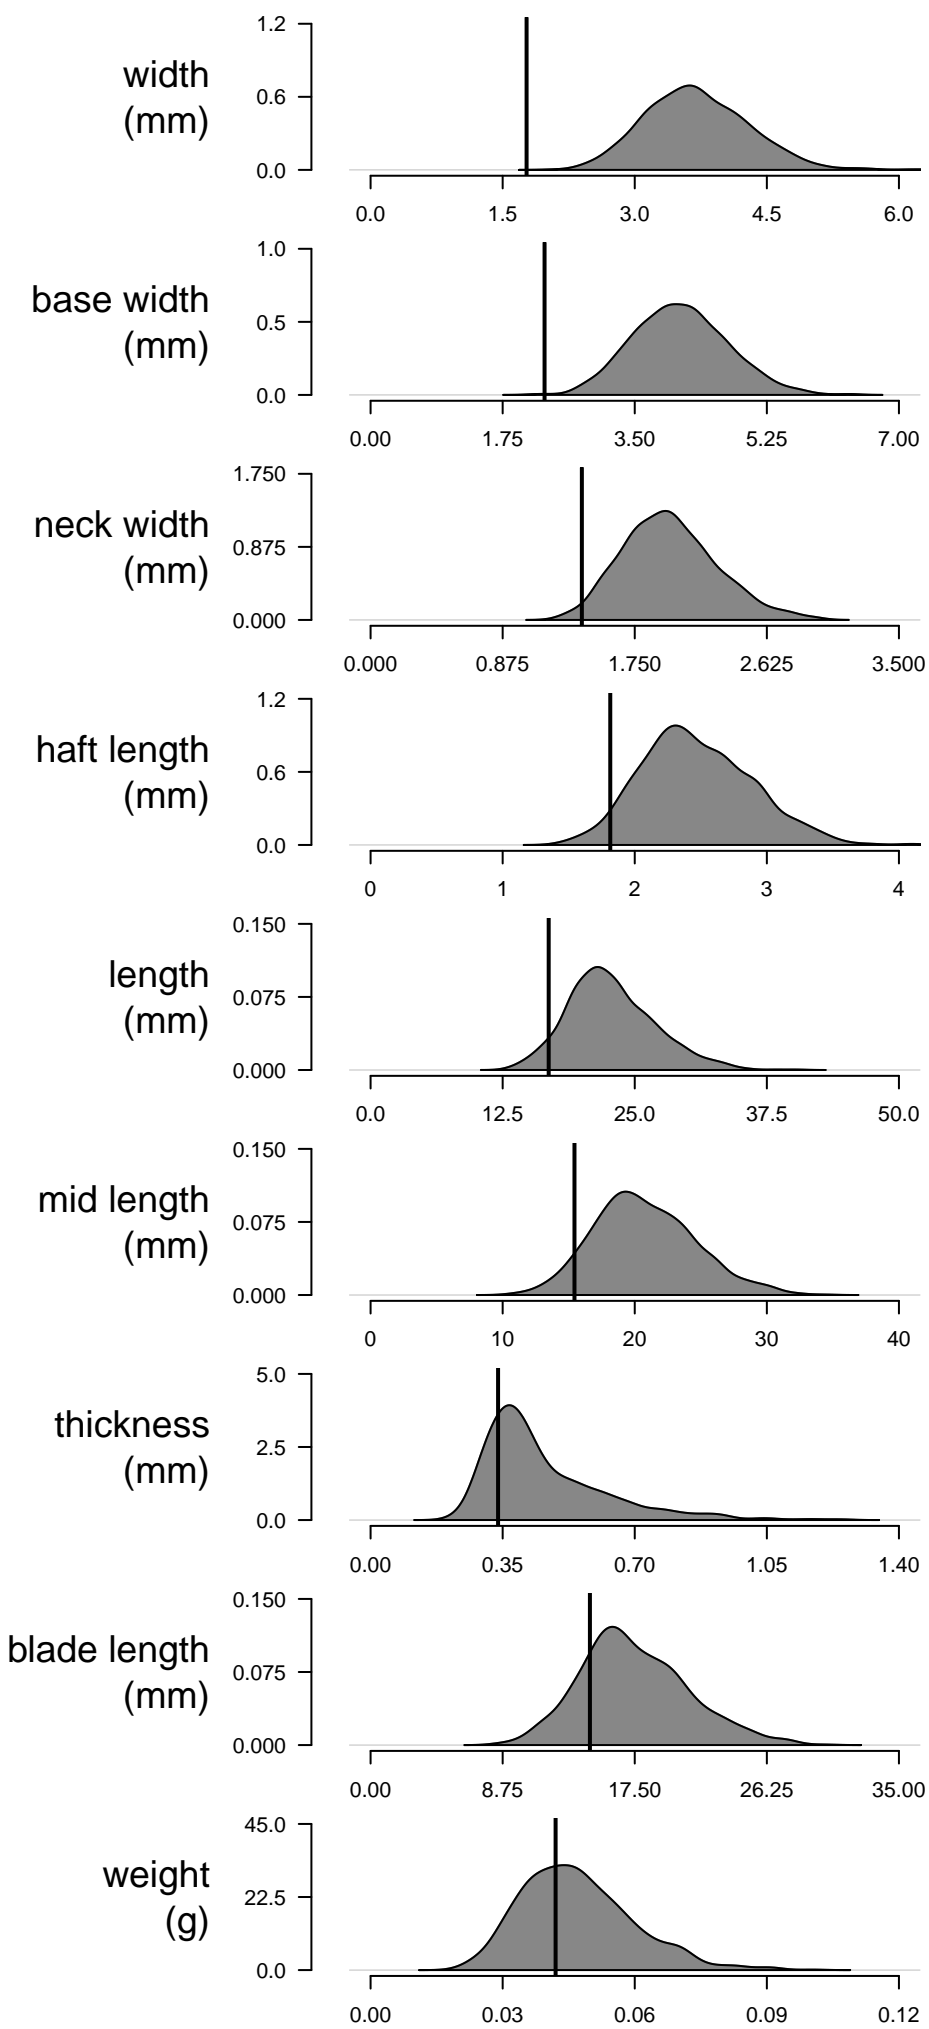 width
(mm)
1.2
0.6
0.0
0.0 1.5 3.0 4.5 6.0
base width
(mm)
1.0
0.5
0.0
0.00 1.75 3.50 5.25 7.00
neck width
(mm)
1.750
0.875
0.000
0.000 0.875 1.750 2.625 3.500
haft length
(mm)
1.2
0.6
0.0
0 1 2 3 4
length
(mm)
0.150
0.075
0.000
0.0 12.5 25.0 37.5 50.0
mid length
(mm)
0.150
0.075
0.000
0 10 20 30 40
thickness
(mm)
5.0
2.5
0.0
0.00 0.35 0.70 1.05 1.40
blade length
(mm)
0.150
0.075
0.000
0.00 8.75 17.50 26.25 35.00
weight
(g)
45.0
22.5
0.0
0.00 0.03 0.06 0.09 0.12